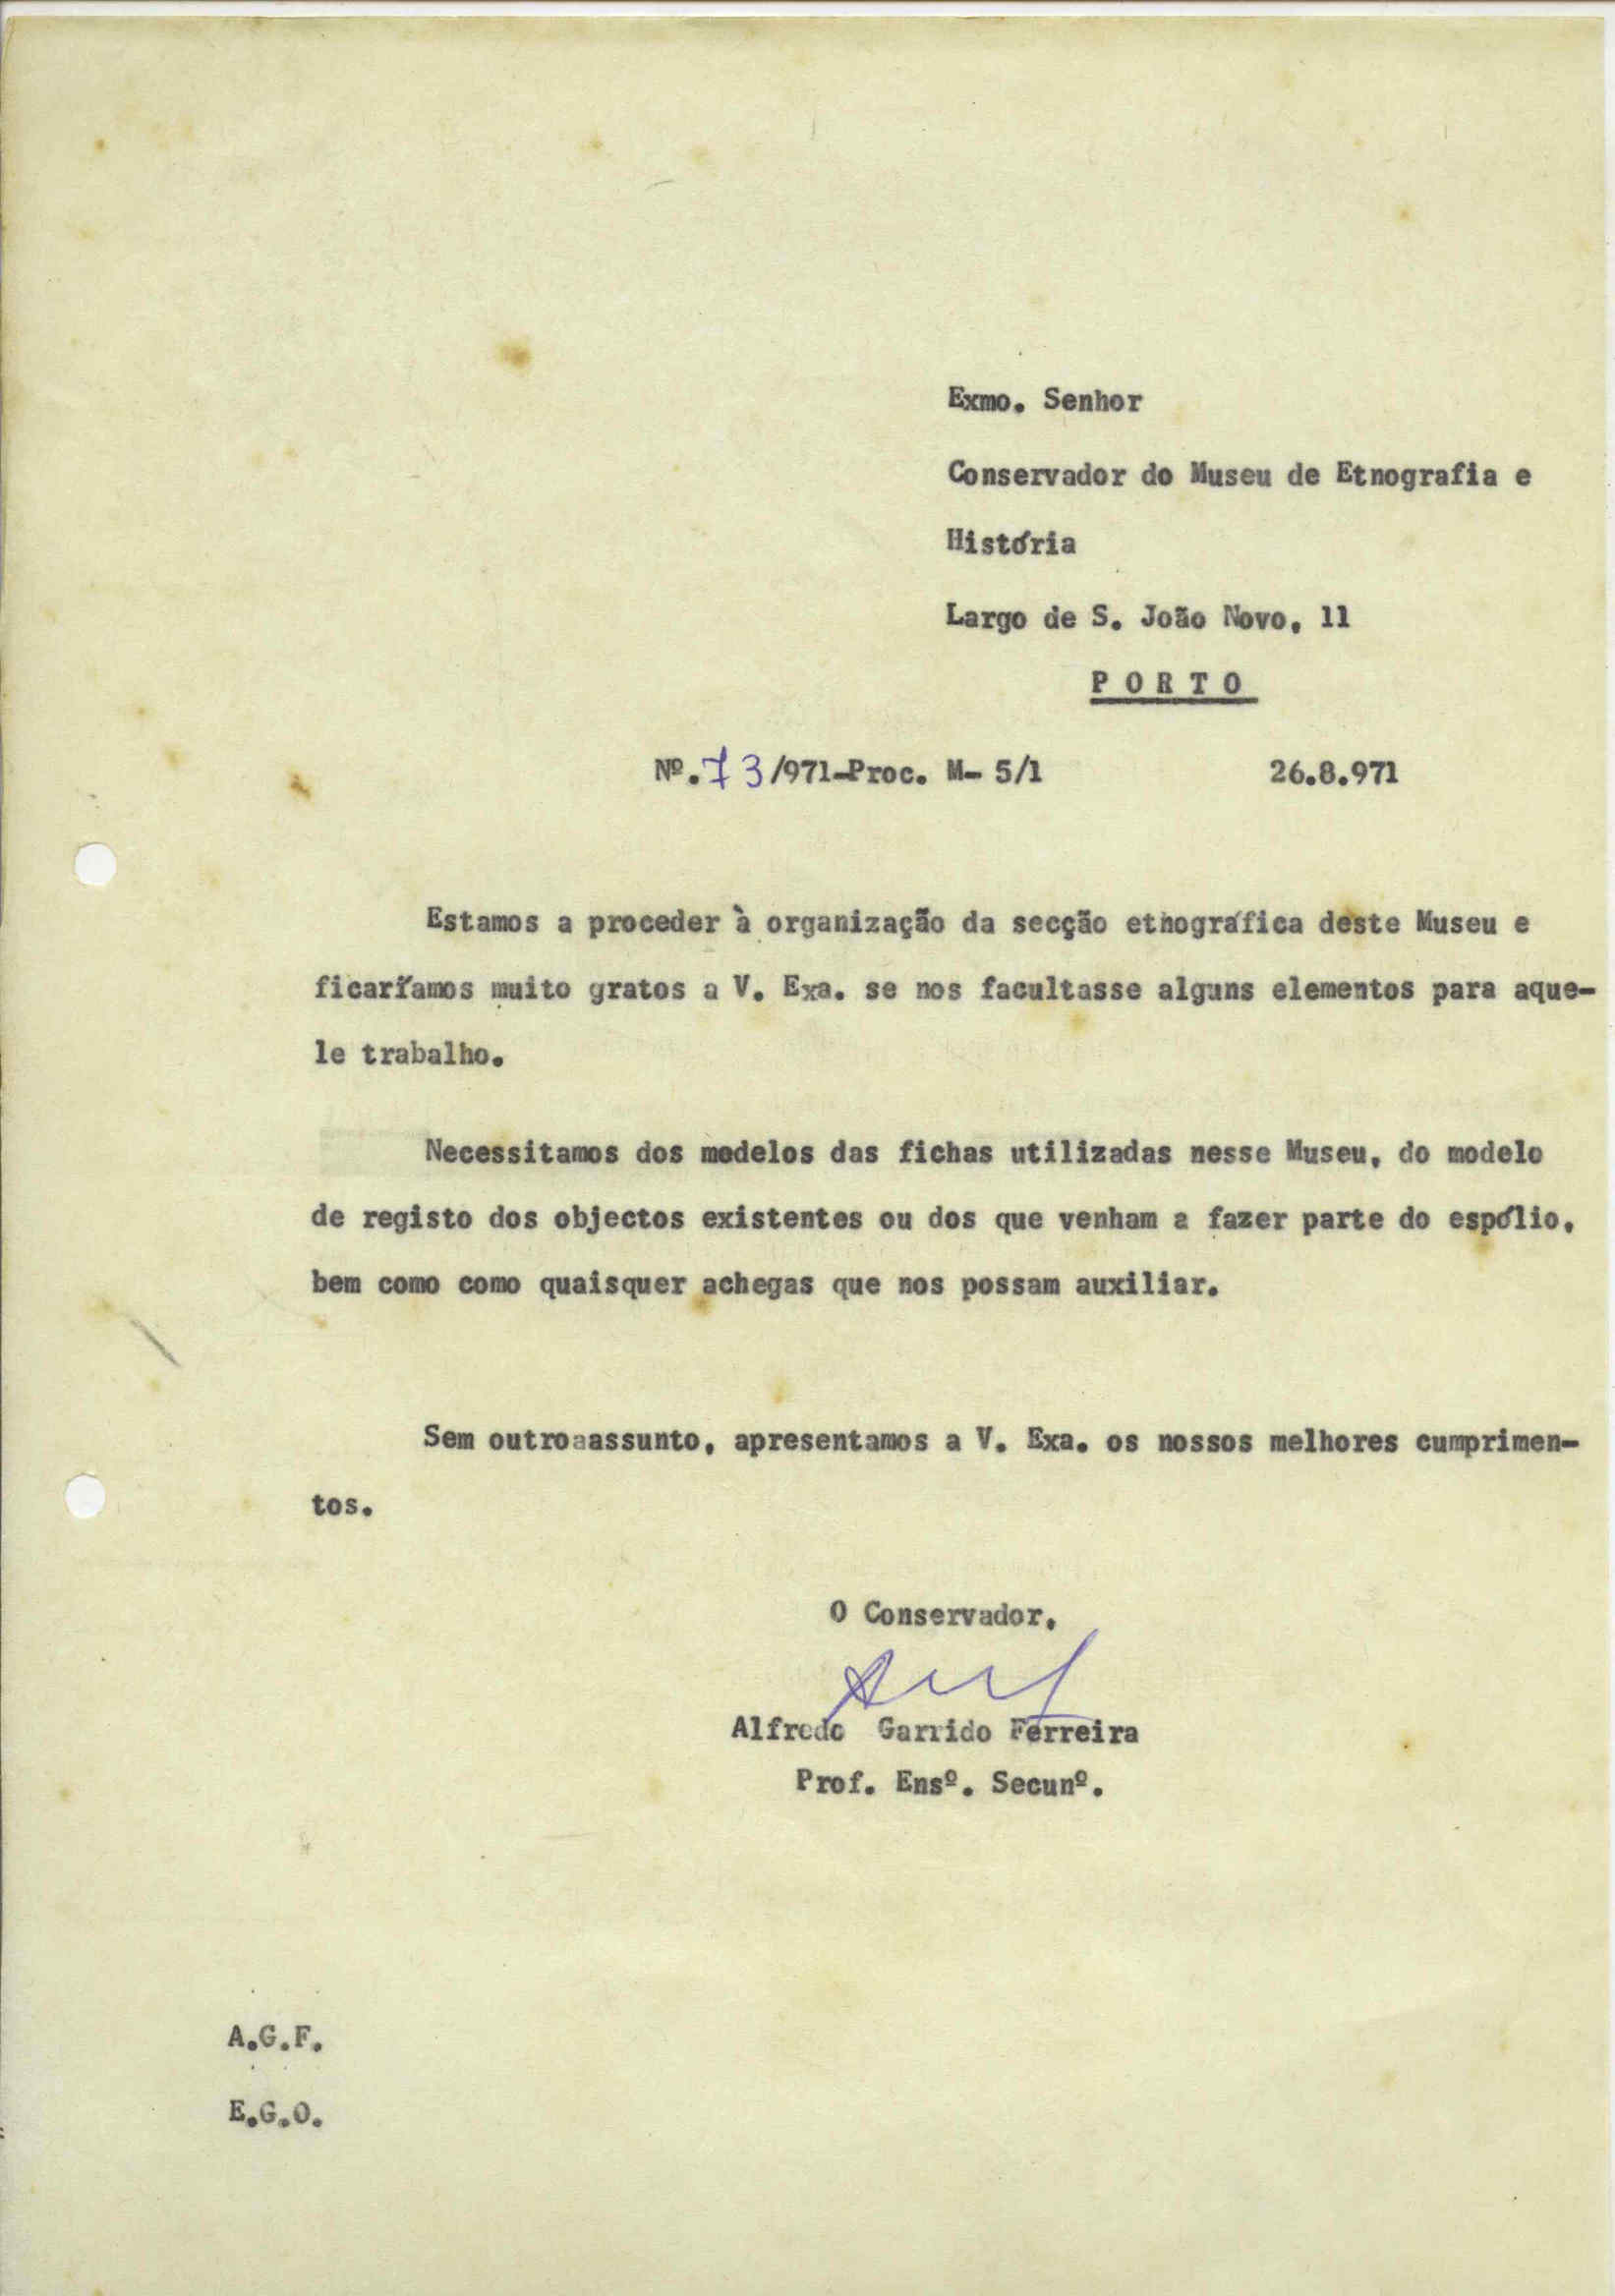 Exmo. Senhor
Conservador do Museu de Etnografia e
História
Largo de S. João Novo, 11
P O R T O
Nº.73/971-Proc. M- 5/1 26.8.971
Estamos a proceder à organização da secção etnográfica deste Museu e
ficaríamos muito gratos a V. Exa. se nos facultasse alguns elementos para aque-
le trabalho.
Necessitamos dos modelos das fichas utilizadas nesse Museu, do modelo
de registo dos objectos existentes ou dos que venham a fazer parte do espólio,
bem como como quaisquer achegas que nos possam auxiliar.
Sem outroaassunto, apresentamos a V. Exa. os nossos melhores cumprimen-
tos.
O Conservador,
Alfredo Garrido Ferreira
Prof. Ensº. Secunº.
A.G.F.
E.G.O.